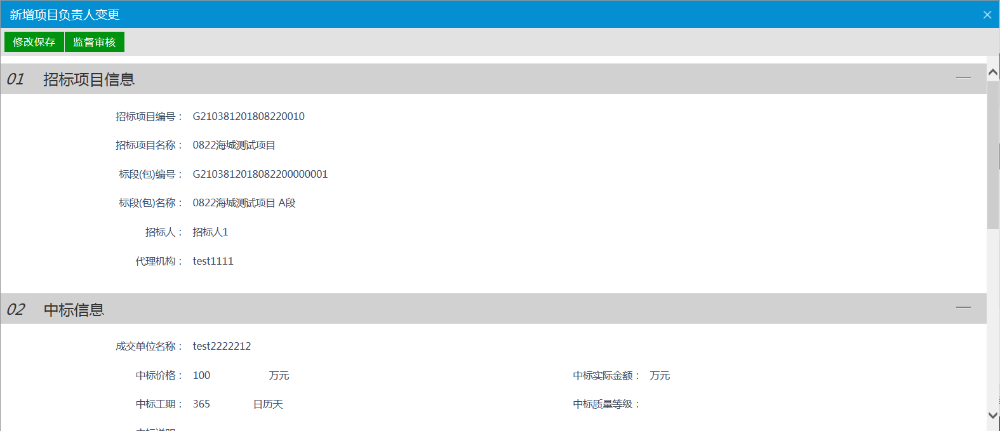 新增项目负责人变更
修改保存 监督审核
01 招标项目信息
招标项目编号： G210381201808220010
招标项目名称： 0822海城测试项目
标段(包)编号： G2103812018082200000001
标段(包)名称： 0822海城测试项目 A段
招标人： 招标人1
代理机构： test1111
02 中标信息
成交单位名称： test2222212
中标价格： 100 万元 中标实际金额： 万元
中标工期： 365 日历天 中标质量等级：